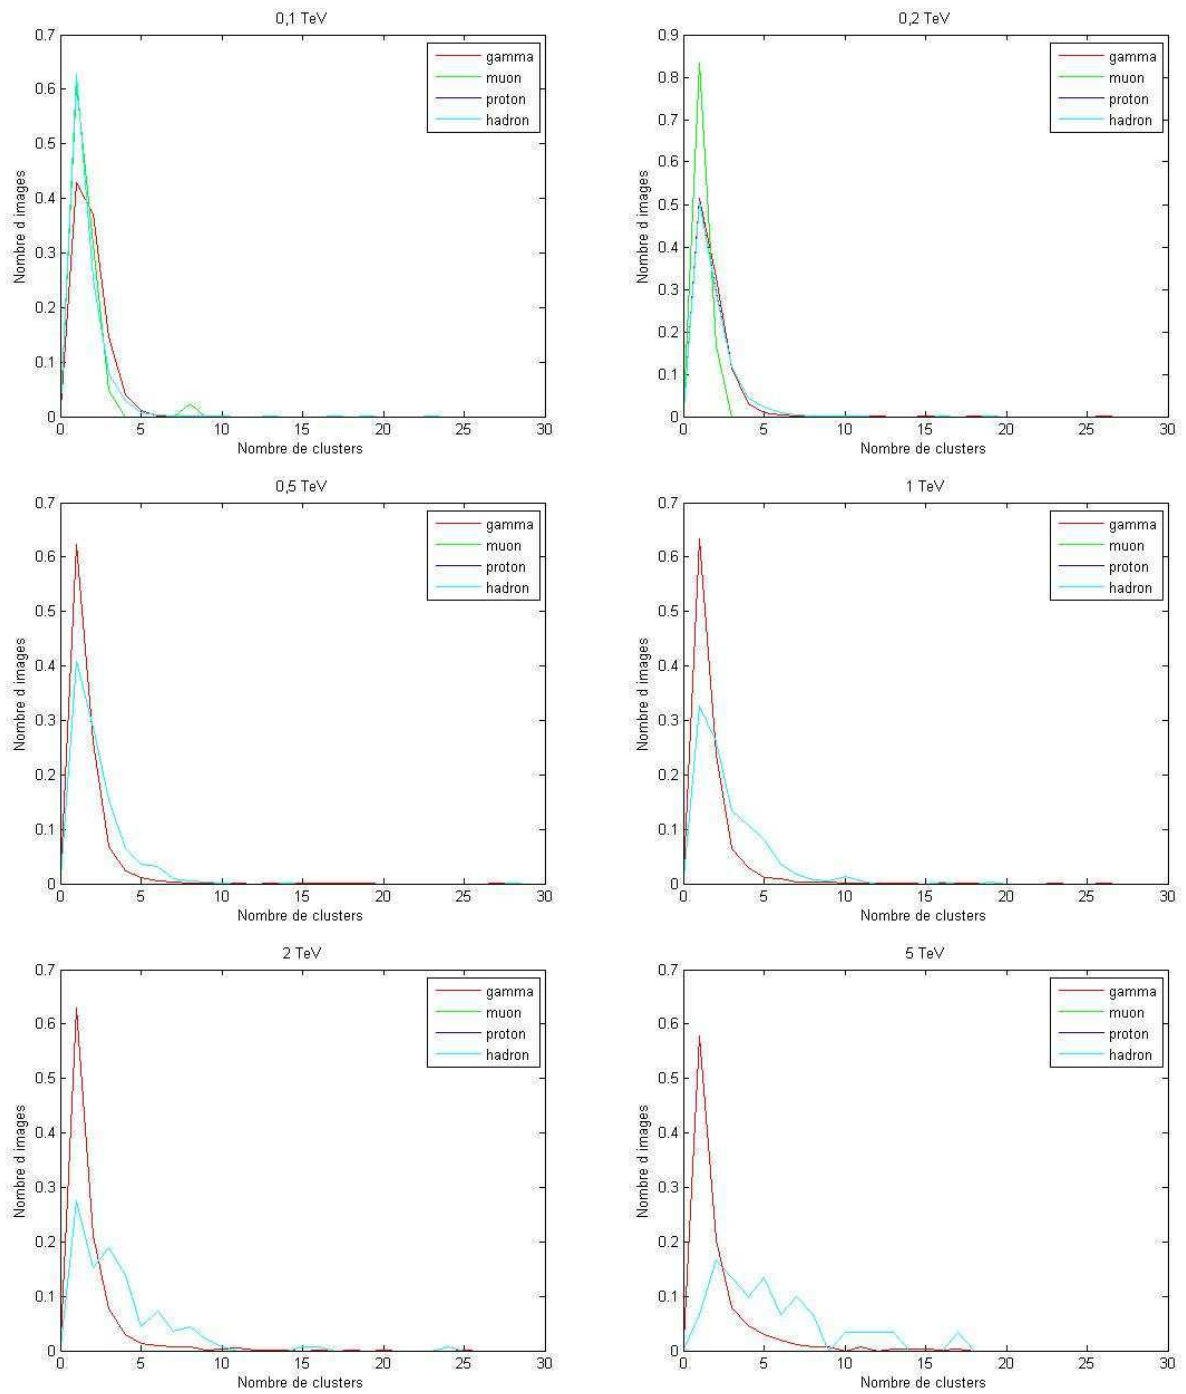 0,1 TeV
0.7
0.6
0.5
0.4
0.3
0.2
0.1
0
Nombre d images
gamma
muon
proton
hadron
0 5 10 15 20 25 30
Nombre de clusters
0,2 TeV
0.9
0.8
0.7
0.6
0.5
0.4
0.3
0.2
0.1
0
Nombre d images
gamma
muon
proton
hadron
0 5 10 15 20 25 30
Nombre de clusters
0,5 TeV
0.7
0.6
0.5
0.4
0.3
0.2
0.1
0
Nombre d images
gamma
muon
proton
hadron
0 5 10 15 20 25 30
Nombre de clusters
1 TeV
0.7
0.6
0.5
0.4
0.3
0.2
0.1
0
Nombre d images
gamma
muon
proton
hadron
0 5 10 15 20 25 30
Nombre de clusters
2 TeV
0.7
0.6
0.5
0.4
0.3
0.2
0.1
0
Nombre d images
gamma
muon
proton
hadron
0 5 10 15 20 25 30
Nombre de clusters
5 TeV
0.7
0.6
0.5
0.4
0.3
0.2
0.1
0
Nombre d images
gamma
muon
proton
hadron
0 5 10 15 20 25 30
Nombre de clusters